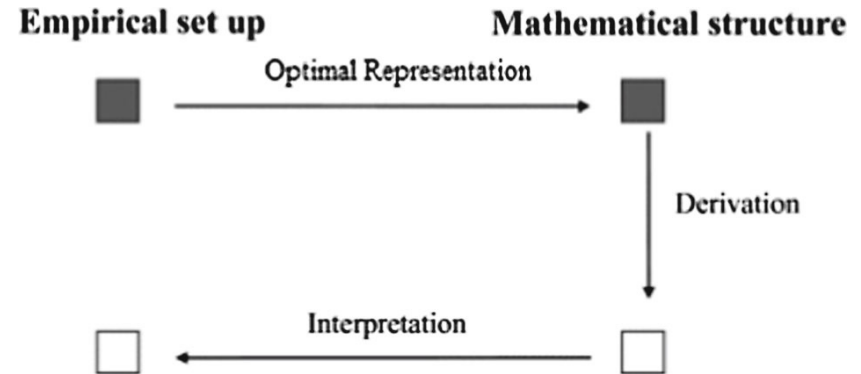 Empirical set up
Mathematical structure
Optimal Representation
Derivation
Interpretation